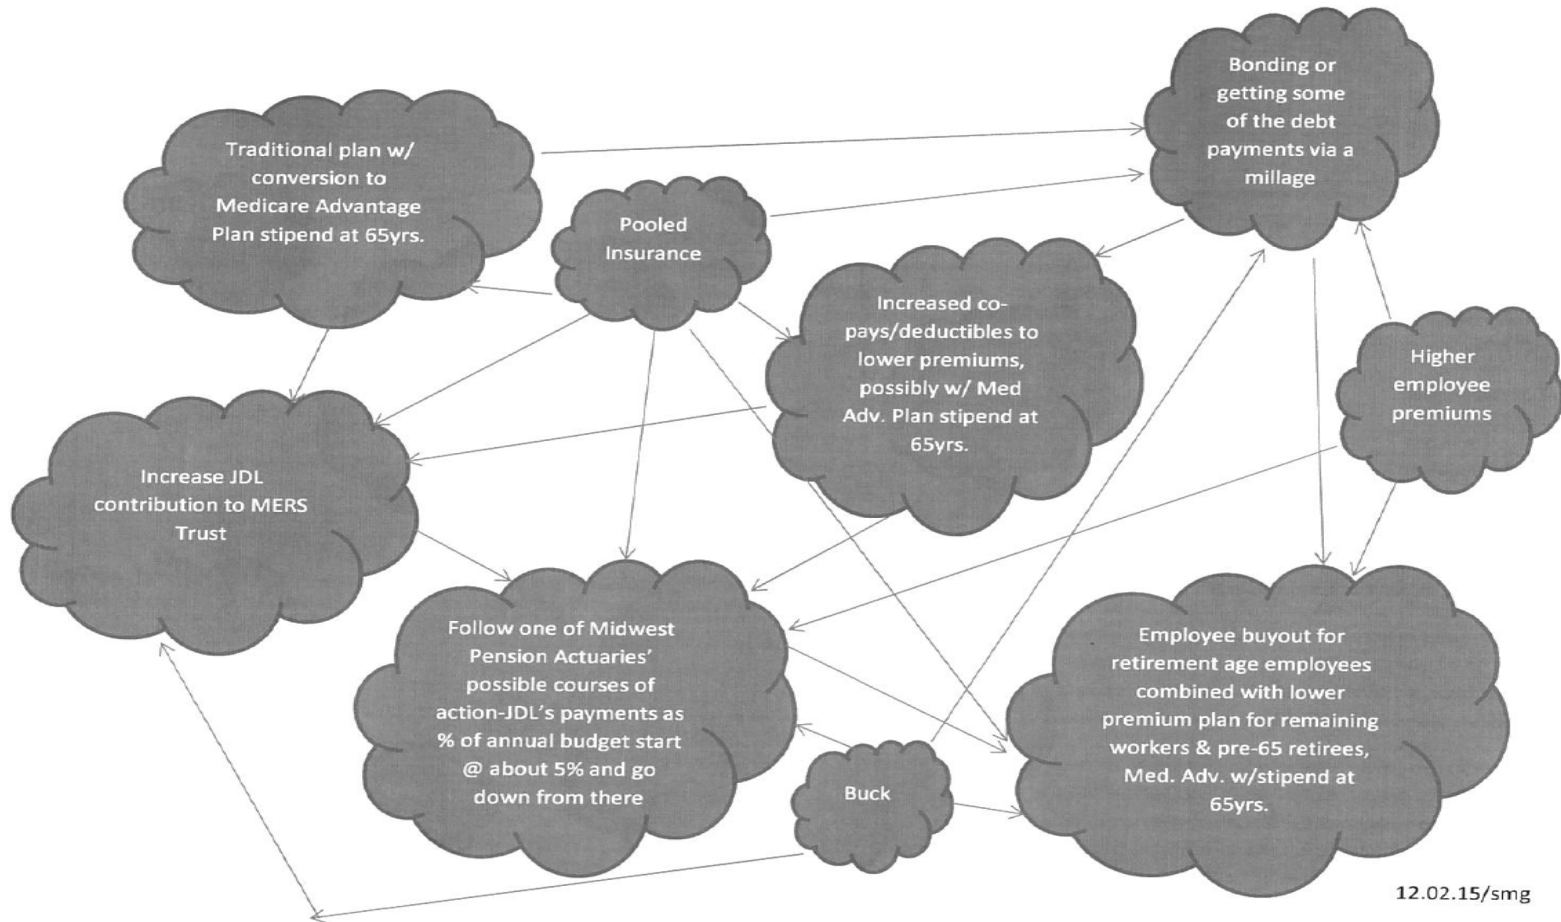 Bonding or
getting some
of the debt
payments via a
millage
Traditional plan w/
conversion to
Medicare Advantage
Plan stipend at 65yrs.
Pooled
Insurance
Increased co-
pays/deductibles to
lower premiums,
possibly w/ Med
Adv. Plan stipend at
65yrs.
Higher
employee
premiums
Increase JDL
contribution to MERS
Trust
Follow one of Midwest
Pension Actuaries'
possible courses of
action-JDL's payments as
% of annual budget start
@ about 5% and go
down from there
Employee buyout for
retirement age employees
combined with lower
premium plan for remaining
workers & pre-65 retirees,
Med. Adv. w/stipend at
65yrs.
Buck
12.02.15/smg